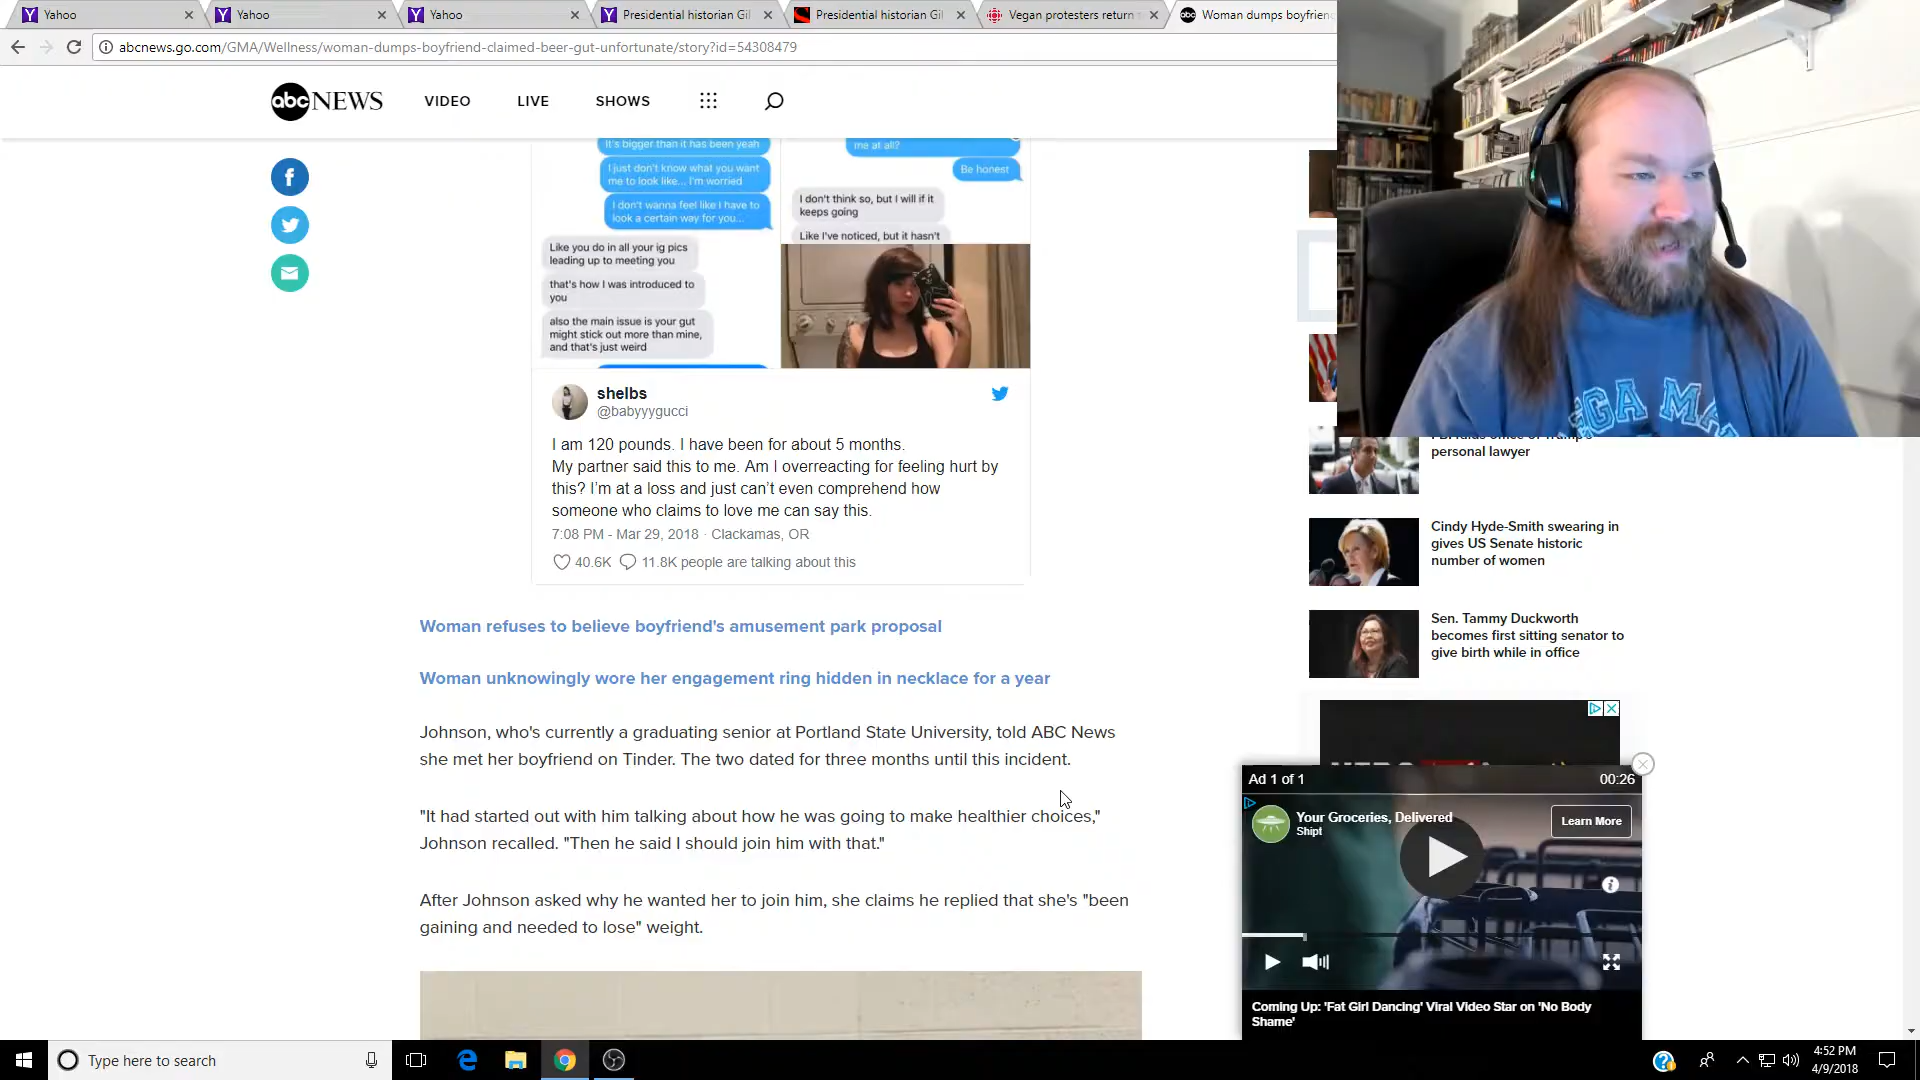 Yahoo
Yahoo
Yahoo
Presidential historian Gil
Presidential historian Gil
Vegan protesters return
Woman dumps boyfrien
abcnews.go.com/GMA/Wellness/woman-dumps-boyfriend-claimed-beer-gut-unfortunate/story?id=54308479
abc NEWS
VIDEO
LIVE
SHOWS
It's bigger than it has been yeah
I just don't know what you want
me to look like... I'm worried
I don't wanna feel like I have to
look a certain way for you...
Like you do in all your ig pics
leading up to meeting you
that's how I was introduced to
you
also the main issue is your gut
might stick out more than mine,
and that's just weird
me at all?
Be honest
I don't think so, but I will if it
keeps going
Like I've noticed, but it hasn't
shelbs
@babyyygucci
I am 120 pounds. I have been for about 5 months.
My partner said this to me. Am I overreacting for feeling hurt by
this? I'm at a loss and just can't even comprehend how
someone who claims to love me can say this.
7:08 PM - Mar 29, 2018 · Clackamas, OR
40.6K
11.8K people are talking about this
Woman refuses to believe boyfriend's amusement park proposal
Woman unknowingly wore her engagement ring hidden in necklace for a year
Johnson, who's currently a graduating senior at Portland State University, told ABC News
she met her boyfriend on Tinder. The two dated for three months until this incident.
"It had started out with him talking about how he was going to make healthier choices,"
Johnson recalled. "Then he said I should join him with that."
After Johnson asked why he wanted her to join him, she claims he replied that she's "been
gaining and needed to lose" weight.
personal lawyer
Cindy Hyde-Smith swearing in
gives US Senate historic
number of women
Sen. Tammy Duckworth
becomes first sitting senator to
give birth while in office
Ad 1 of 1
00:26
Your Groceries, Delivered
Shipt
Learn More
Coming Up: 'Fat Girl Dancing' Viral Video Star on 'No Body
Shame'
Type here to search
4:52 PM
4/9/2018